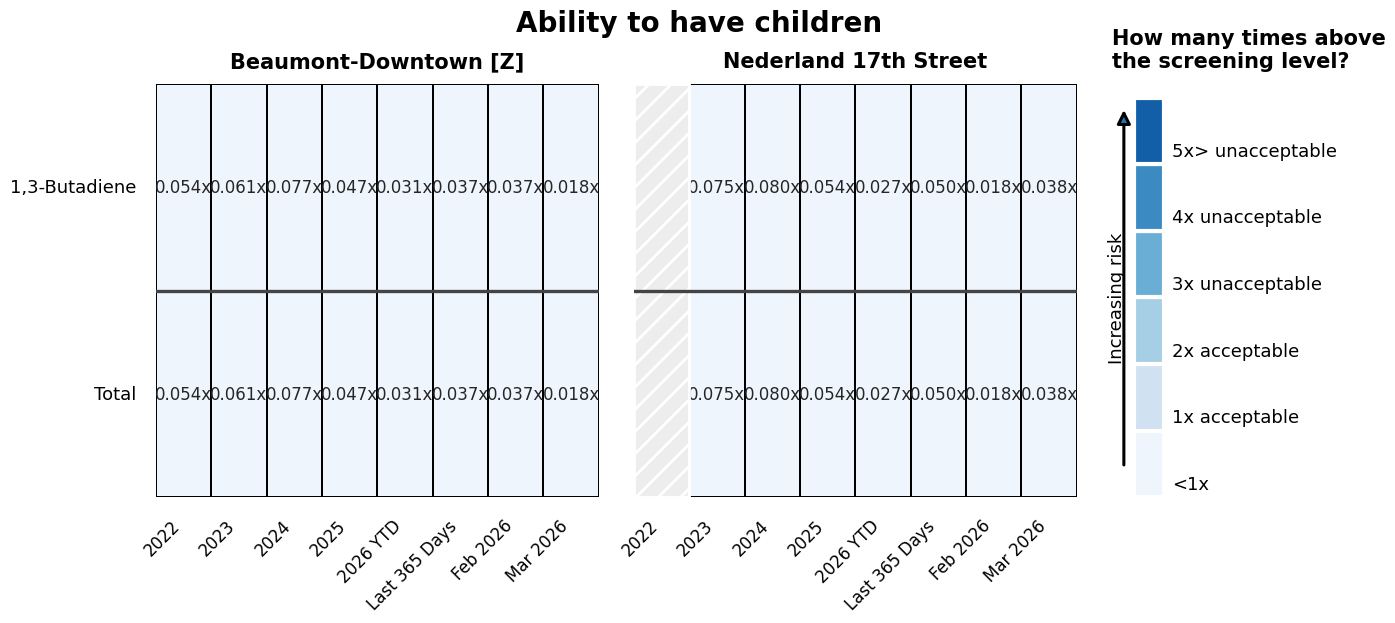 Ability to have children
Beaumont-Downtown [Z]
Nederland 17th Street
How many times above
the screening level?
1,3-Butadiene
0.054x 0.061x 0.077x 0.047x 0.031x 0.037x 0.037x 0.018x
0.075x 0.080x 0.054x 0.027x 0.050x 0.018x 0.038x
Total
0.054x 0.061x 0.077x 0.047x 0.031x 0.037x 0.037x 0.018x
0.075x 0.080x 0.054x 0.027x 0.050x 0.018x 0.038x
2022
2023
2024
2025
2026 YTD
Last 365 Days
Feb 2026
Mar 2026
2022
2023
2024
2025
2026 YTD
Last 365 Days
Feb 2026
Mar 2026
Increasing risk
5x> unacceptable
4x unacceptable
3x unacceptable
2x acceptable
1x acceptable
<1x